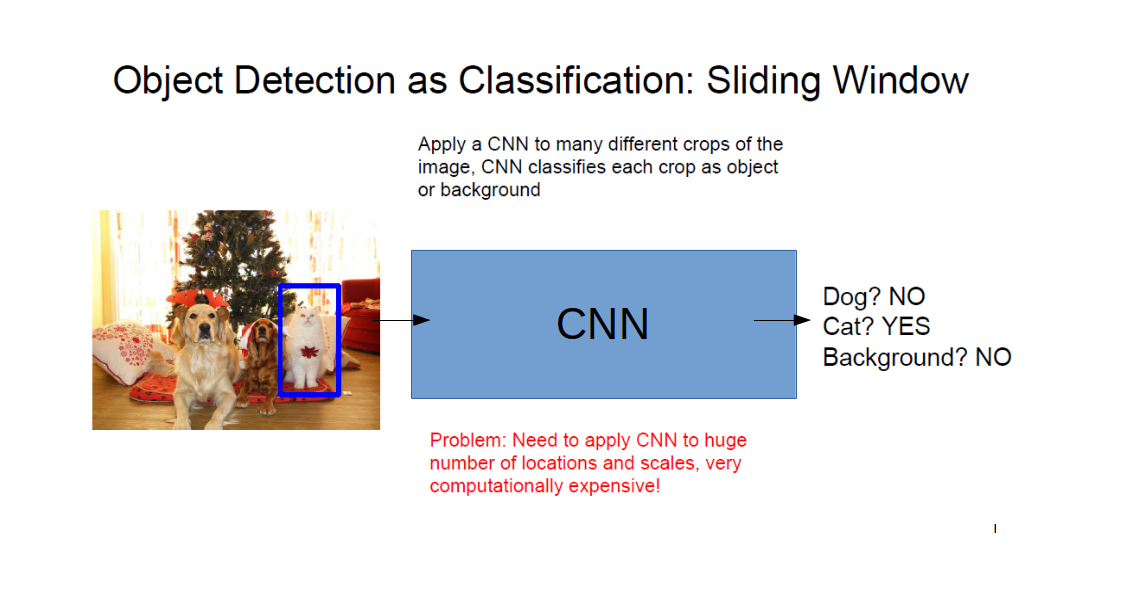 Object Detection as Classification: Sliding Window
Apply a CNN to many different crops of the
image, CNN classifies each crop as object
or background
CNN
Dog? NO
Cat? YES
Background? NO
Problem: Need to apply CNN to huge
number of locations and scales, very
computationally expensive!